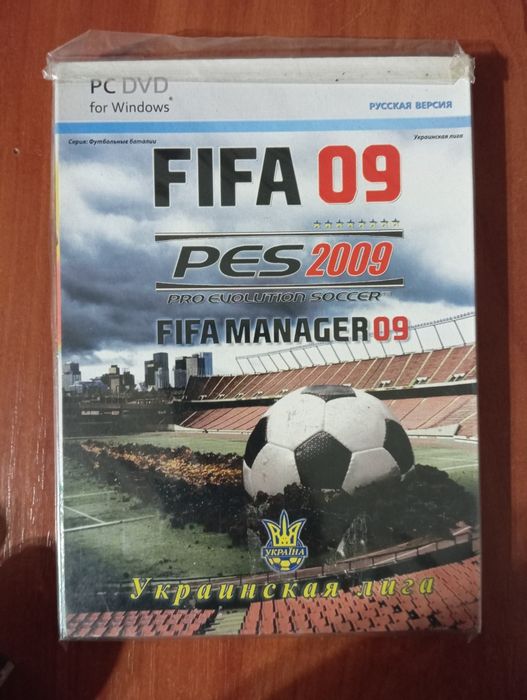 PC DVD
for Windows®
РУССКАЯ ВЕРСИЯ
Серия: Футбольные баталии
Украинская лига
FIFA 09
PES 2009
PRO EVOLUTION SOCCER
FIFA MANAGER 09
УКРАЇНА
Украинская лига